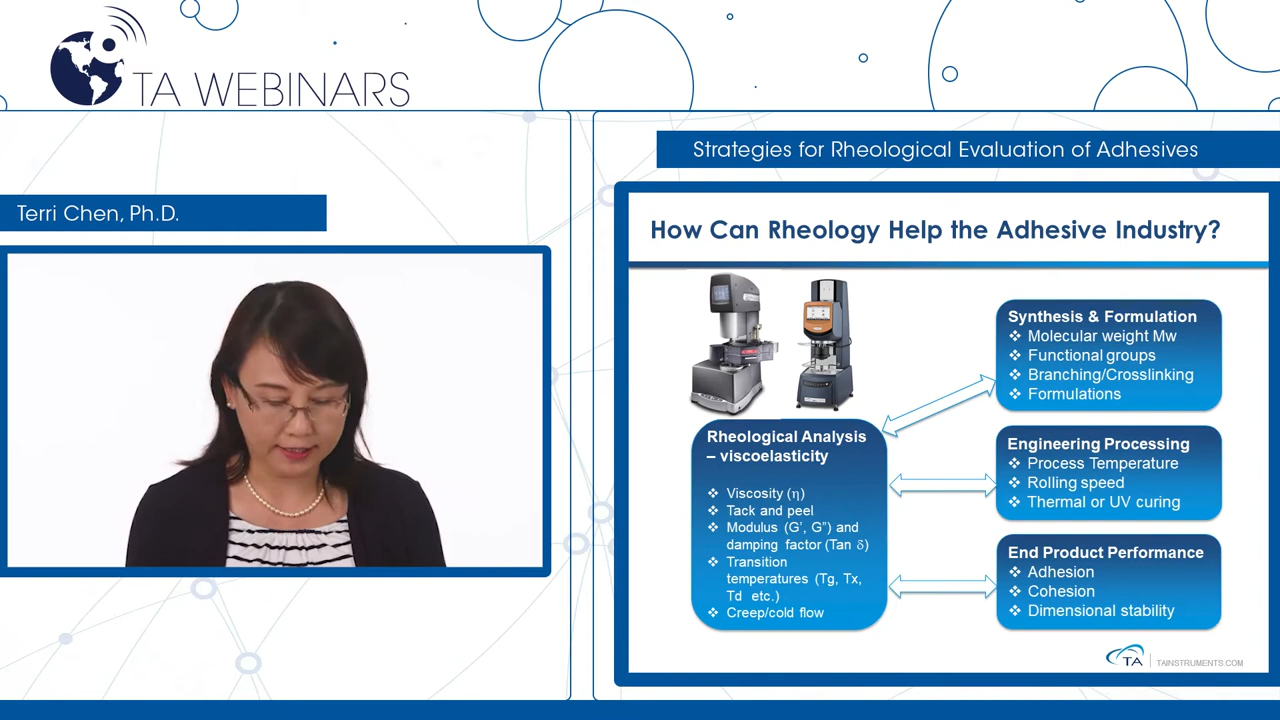 TA WEBINARS
Terri Chen, Ph.D.
Strategies for Rheological Evaluation of Adhesives
How Can Rheology Help the Adhesive Industry?
Rheological Analysis
– viscoelasticity
❖ Viscosity (η)
❖ Tack and peel
❖ Modulus (G’, G”) and
damping factor (Tan δ)
❖ Transition
temperatures (Tg, Tx,
Td etc.)
❖ Creep/cold flow
Synthesis & Formulation
❖ Molecular weight Mw
❖ Functional groups
❖ Branching/Crosslinking
❖ Formulations
Engineering Processing
❖ Process Temperature
❖ Rolling speed
❖ Thermal or UV curing
End Product Performance
❖ Adhesion
❖ Cohesion
❖ Dimensional stability
TA
TAINSTRUMENTS.COM